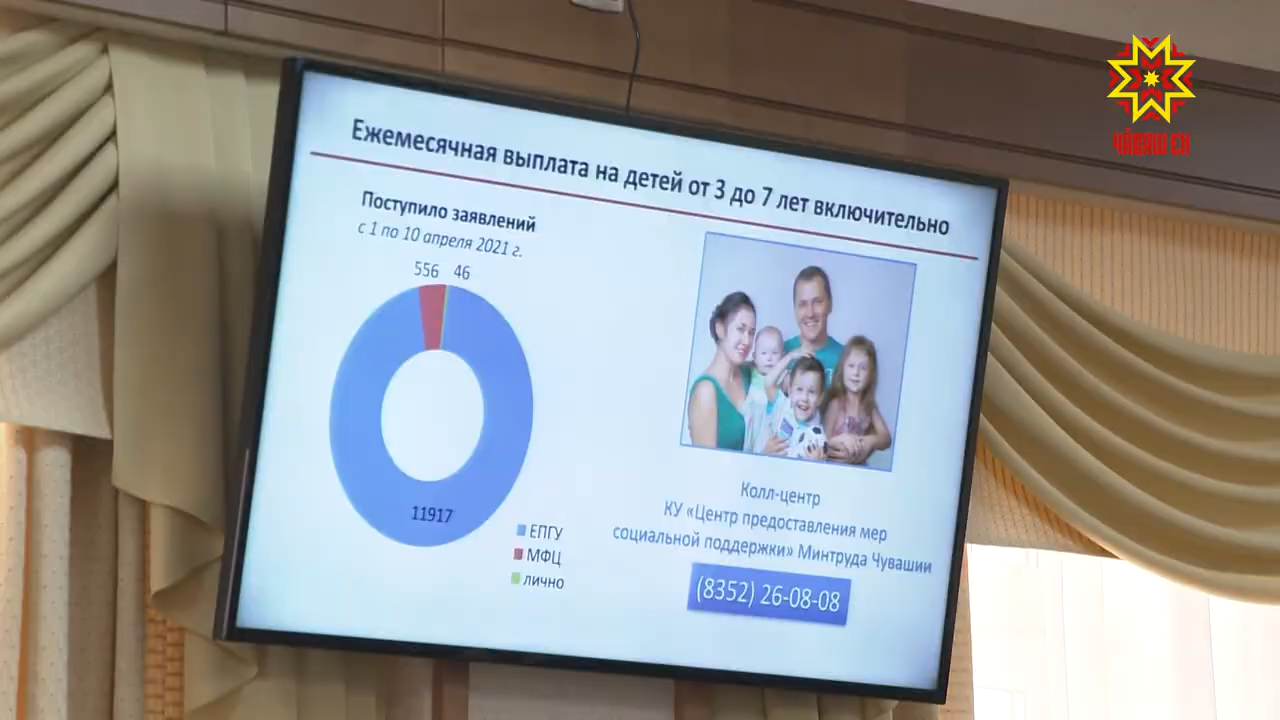 ЧӐВАШ ЕН
Ежемесячная выплата на детей от 3 до 7 лет включительно
Поступило заявлений
с 1 по 10 апреля 2021 г.
556 46
11917
ЕПГУ
МФЦ
лично
Колл-центр
КУ «Центр предоставления мер
социальной поддержки» Минтруда Чувашии
(8352) 26-08-08